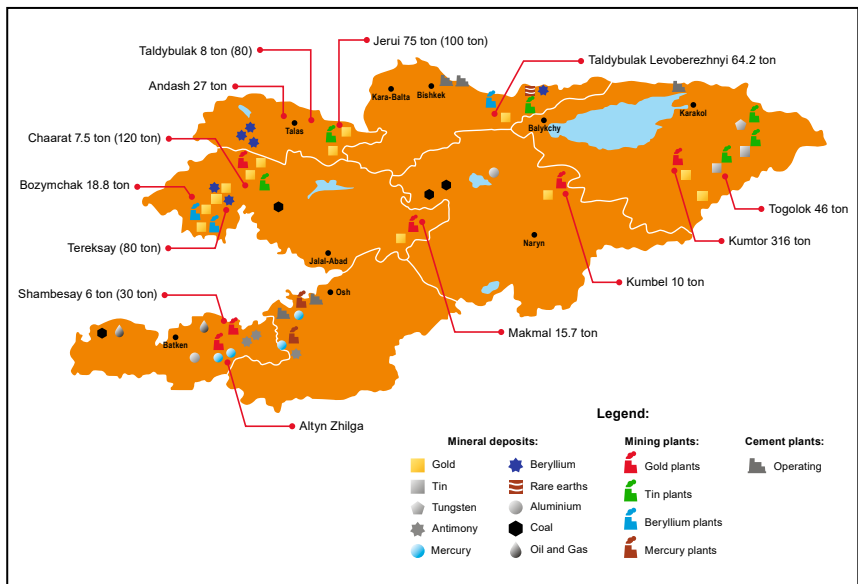 Jerui 75 ton (100 ton)
Taldybulak 8 ton (80)
Taldybulak Levoberezhnyi 64.2 ton
Andash 27 ton
Kara-Balta
Bishkek
Talas
Balykchy
Karakol
Chaarat 7.5 ton (120 ton)
Bozymchak 18.8 ton
Togolok 46 ton
Tereksay (80 ton)
Naryn
Kumtor 316 ton
Jalal-Abad
Kumbel 10 ton
Shambesay 6 ton (30 ton)
Osh
Makmal 15.7 ton
Batken
Altyn Zhilga
Legend:
Mineral deposits:
Gold
Tin
Tungsten
Antimony
Mercury
Beryllium
Rare earths
Aluminium
Coal
Oil and Gas
Mining plants:
Gold plants
Tin plants
Beryllium plants
Mercury plants
Cement plants:
Operating